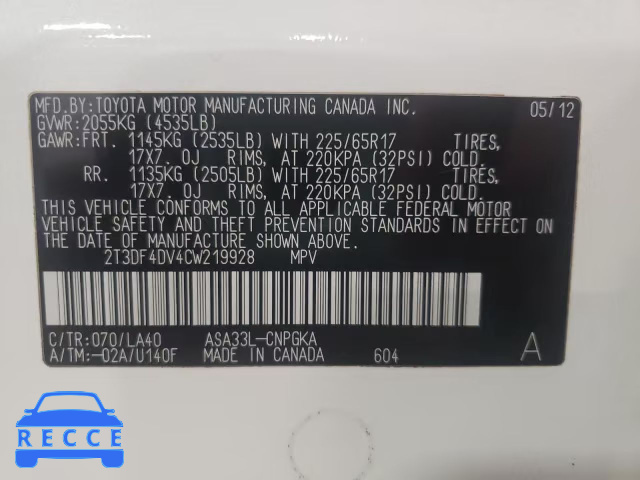 MFD.BY:TOYOTA MOTOR MANUFACTURING CANADA INC. 05/12
GVWR:2055KG (4535LB)
GAWR:FRT. 1145KG (2535LB) WITH 225/65R17 TIRES,
17X7.0J RIMS, AT 220KPA (32PSI) COLD.
RR. 1135KG (2505LB) WITH 225/65R17 TIRES,
17X7.0J RIMS, AT 220KPA (32PSI) COLD.
THIS VEHICLE CONFORMS TO ALL APPLICABLE FEDERAL MOTOR
VEHICLE SAFETY AND THEFT PREVENTION STANDARDS IN EFFECT ON
THE DATE OF MANUFACTURE SHOWN ABOVE.
2T3DF4DV4CW219928 MPV
C/TR:070/LA40 ASA33L-CNPGKA
A/TM:-02A/U140F MADE IN CANADA 604 A
RECCE